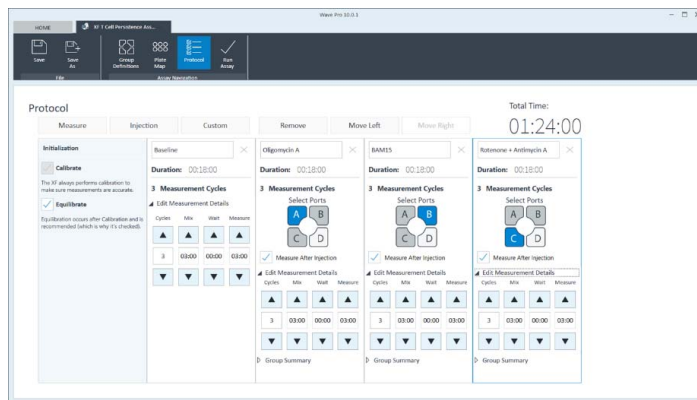 Wave Pro 10.0.1
HOME
XF T Cell Persistence Ass...
Save
Save As
Group Definitions
Plate Map
Protocol
Run Assay
File
Assay Navigation
Protocol
Total Time:
01:24:00
Measure Injection Custom Remove Move Left Move Right
Initialization
Calibrate
The XF always performs calibration to
make sure measurements are accurate.
Equilibrate
Equilibration occurs after Calibration and is
recommended (which is why it's checked).
Baseline
Duration: 00:18:00
3 Measurement Cycles
Edit Measurement Details
Cycles Mix Wait Measure
3 03:00 00:00 03:00
Oligomycin A
Duration: 00:18:00
3 Measurement Cycles
Select Ports
A B
C D
Measure After Injection
Edit Measurement Details
Cycles Mix Wait Measure
3 03:00 00:00 03:00
Group Summary
BAM15
Duration: 00:18:00
3 Measurement Cycles
Select Ports
A B
C D
Measure After Injection
Edit Measurement Details
Cycles Mix Wait Measure
3 03:00 00:00 03:00
Group Summary
Rotenone + Antimycin A
Duration: 00:18:00
3 Measurement Cycles
Select Ports
A B
C D
Measure After Injection
Edit Measurement Details
Cycles Mix Wait Measure
3 03:00 00:00 03:00
Group Summary